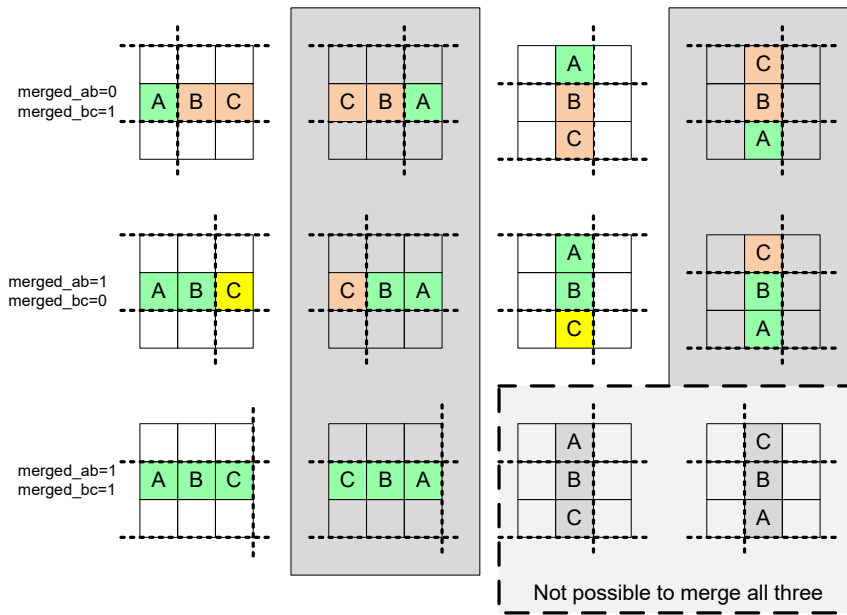 merged_ab=0
merged_bc=1
A B C
C B A
A
B
C
C
B
A
merged_ab=1
merged_bc=0
A B C
C B A
A
B
C
C
B
A
merged_ab=1
merged_bc=1
A B C
C B A
A
B
C
C
B
A
Not possible to merge all three